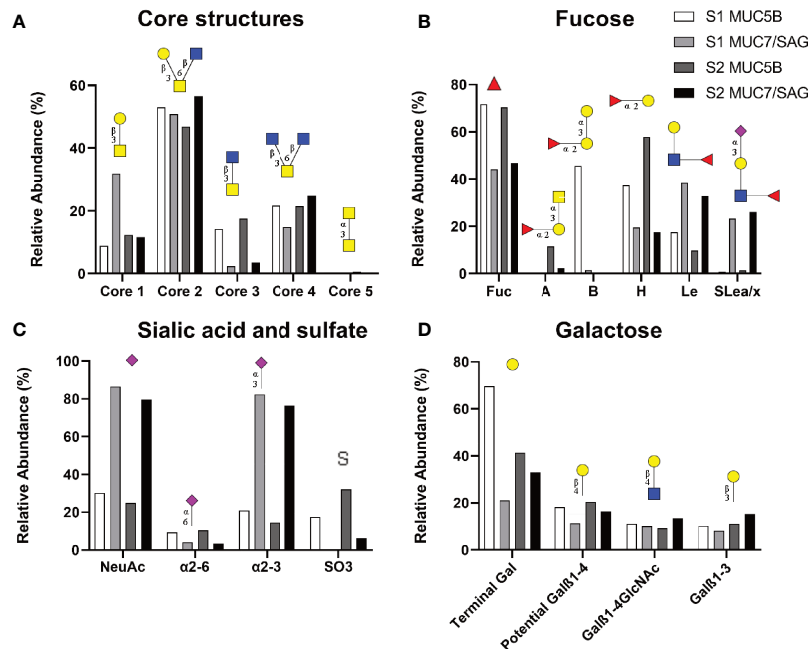 A
Core structures
Relative Abundance (%)
60
40
20
0
β 3
β 3
6
β
β 3
β 3
6
β
α 3
Core 1
Core 2
Core 3
Core 4
Core 5
B
Fucose
S1 MUC5B
S1 MUC7/SAG
S2 MUC5B
S2 MUC7/SAG
Relative Abundance (%)
80
60
40
20
0
α 2
α 3
α 2
α 3
α 2
α 3
Fuc
A
B
H
Le
SLea/x
C
Sialic acid and sulfate
Relative Abundance (%)
100
80
60
40
20
0
α 6
α 3
S
NeuAc
α2-6
α2-3
SO3
D
Galactose
Relative Abundance (%)
80
60
40
20
0
β 4
β 4
β 3
Terminal Gal
Potential Galß1-4
Galß1-4GlcNAc
Galß1-3